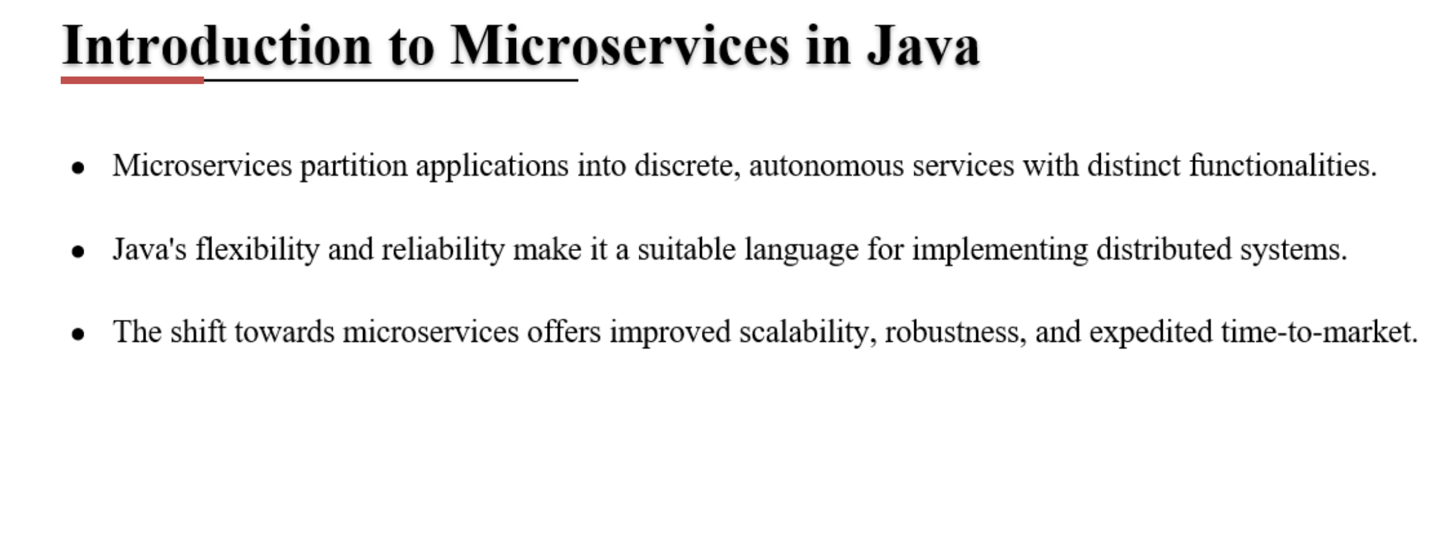 Introduction to Microservices in Java
● Microservices partition applications into discrete, autonomous services with distinct functionalities.
● Java's flexibility and reliability make it a suitable language for implementing distributed systems.
● The shift towards microservices offers improved scalability, robustness, and expedited time-to-market.